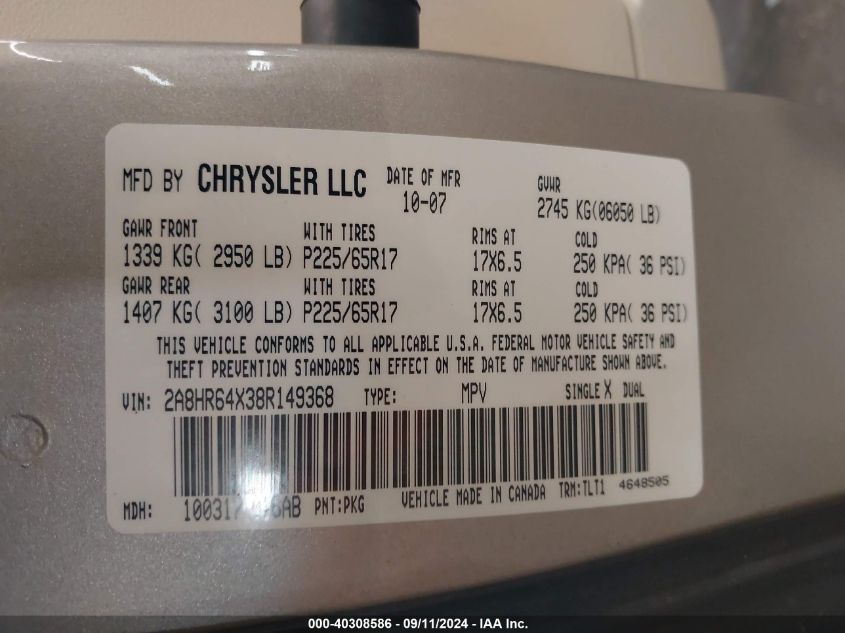 MFD BY CHRYSLER LLC DATE OF MFR GVWR
10-07 2745 KG(06050 LB)
GAWR FRONT WITH TIRES RIMS AT COLD
1339 KG( 2950 LB) P225/65R17 17X6.5 250 KPA( 36 PSI)
GAWR REAR WITH TIRES RIMS AT COLD
1407 KG( 3100 LB) P225/65R17 17X6.5 250 KPA( 36 PSI)
THIS VEHICLE CONFORMS TO ALL APPLICABLE U.S.A. FEDERAL MOTOR VEHICLE SAFETY AND
THEFT PREVENTION STANDARDS IN EFFECT ON THE DATE OF MANUFACTURE SHOWN ABOVE.
VIN: 2A8HR64X38R149368 TYPE: MPV SINGLE X DUAL
MDH: PNT:PKG VEHICLE MADE IN CANADA TRM:TLT1 4648505
000-40308586 - 09/11/2024 - IAA Inc.